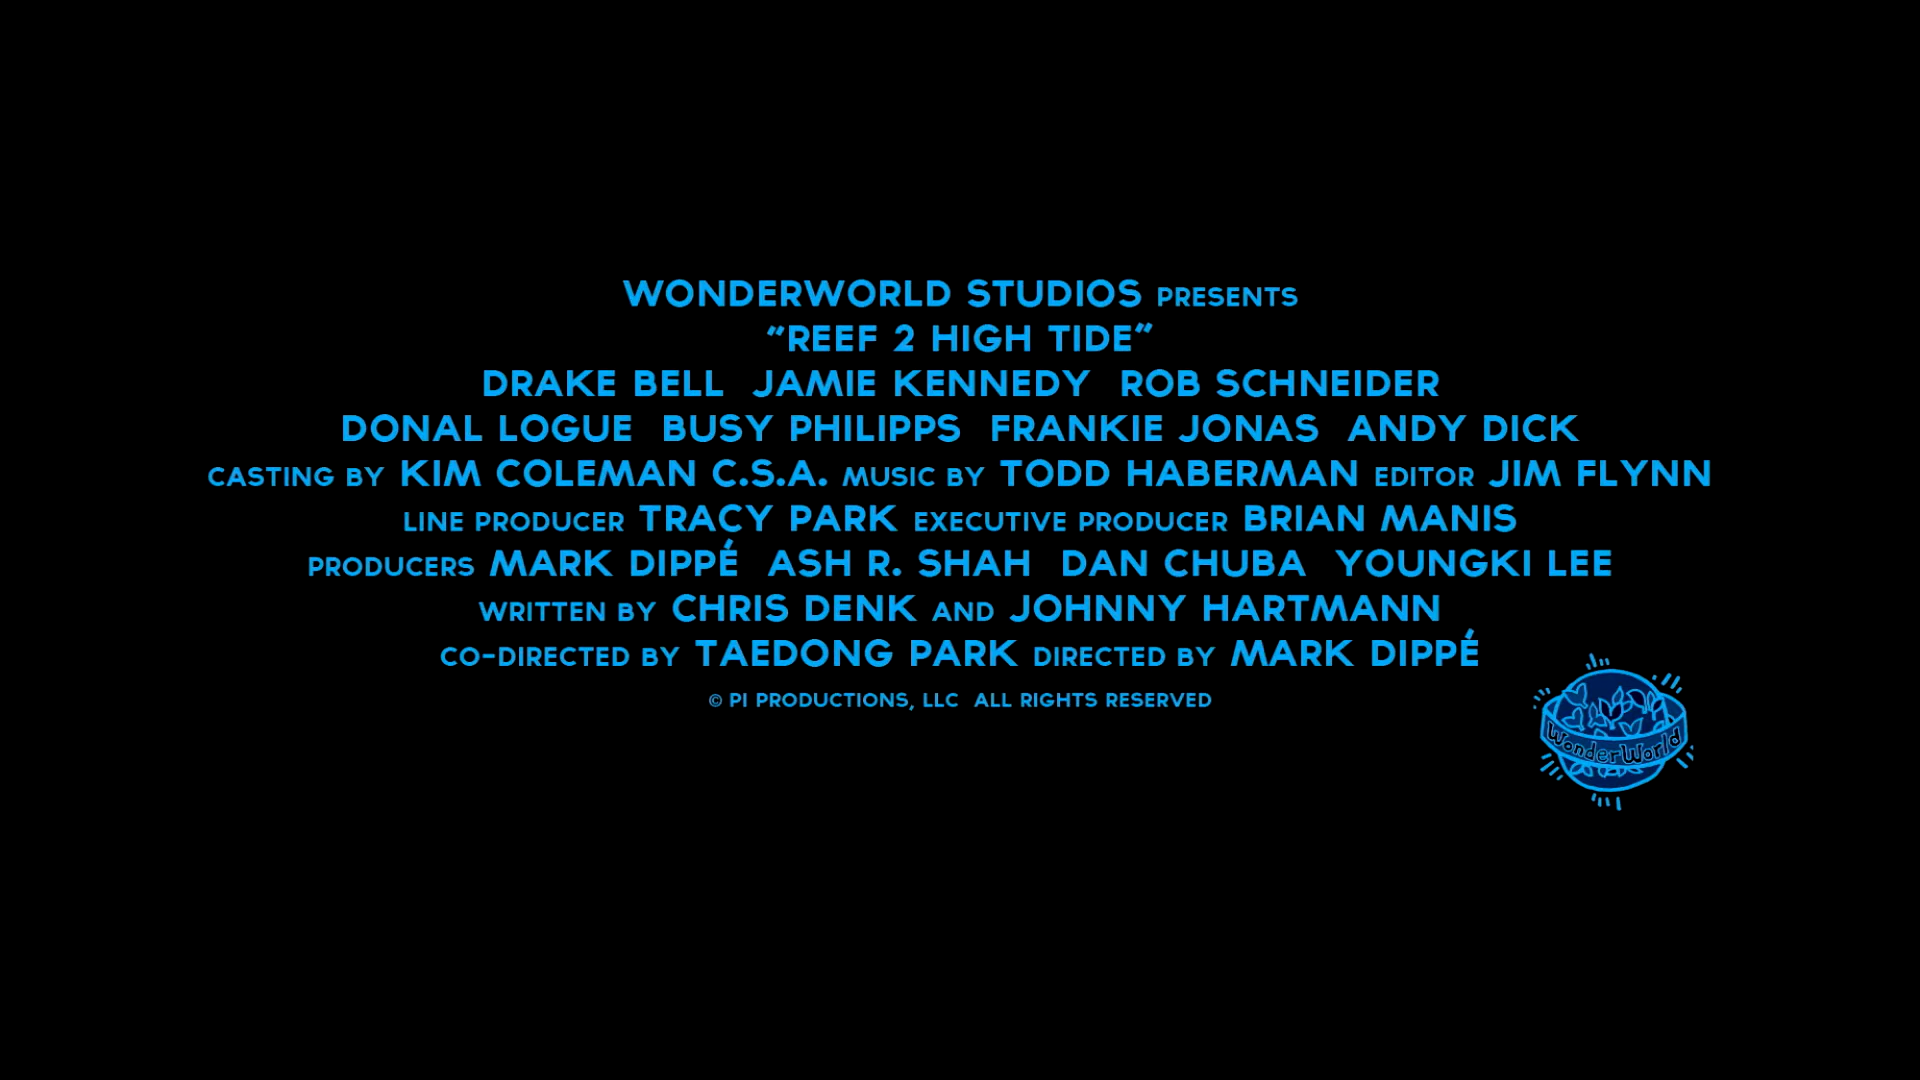 WONDERWORLD STUDIOS PRESENTS
“REEF 2 HIGH TIDE”
DRAKE BELL JAMIE KENNEDY ROB SCHNEIDER
DONAL LOGUE BUSY PHILIPPS FRANKIE JONAS ANDY DICK
CASTING BY KIM COLEMAN C.S.A. MUSIC BY TODD HABERMAN EDITOR JIM FLYNN
LINE PRODUCER TRACY PARK EXECUTIVE PRODUCER BRIAN MANIS
PRODUCERS MARK DIPPÉ ASH R. SHAH DAN CHUBA YOUNGKI LEE
WRITTEN BY CHRIS DENK AND JOHNNY HARTMANN
CO-DIRECTED BY TAEDONG PARK DIRECTED BY MARK DIPPÉ
© PI PRODUCTIONS, LLC ALL RIGHTS RESERVED
WonderWorld